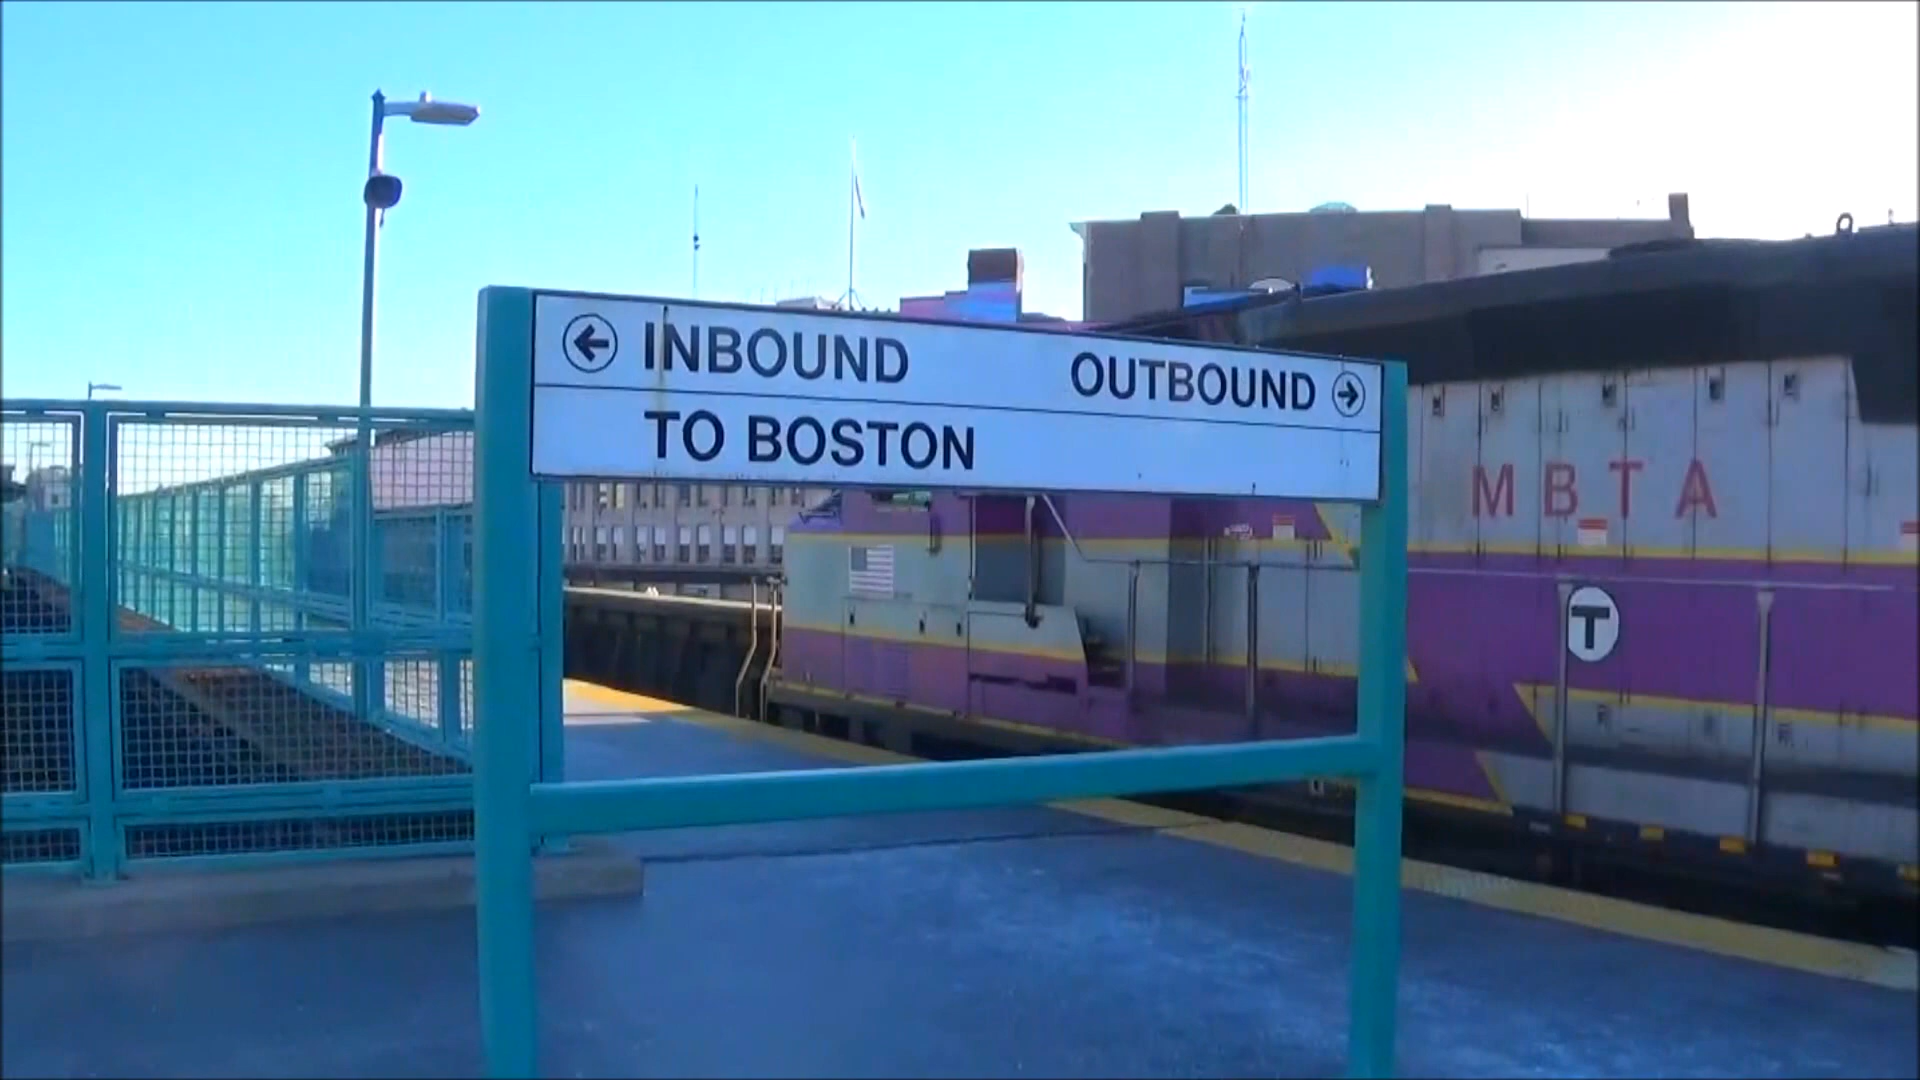 ← INBOUND
OUTBOUND →
TO BOSTON
MBTA
T